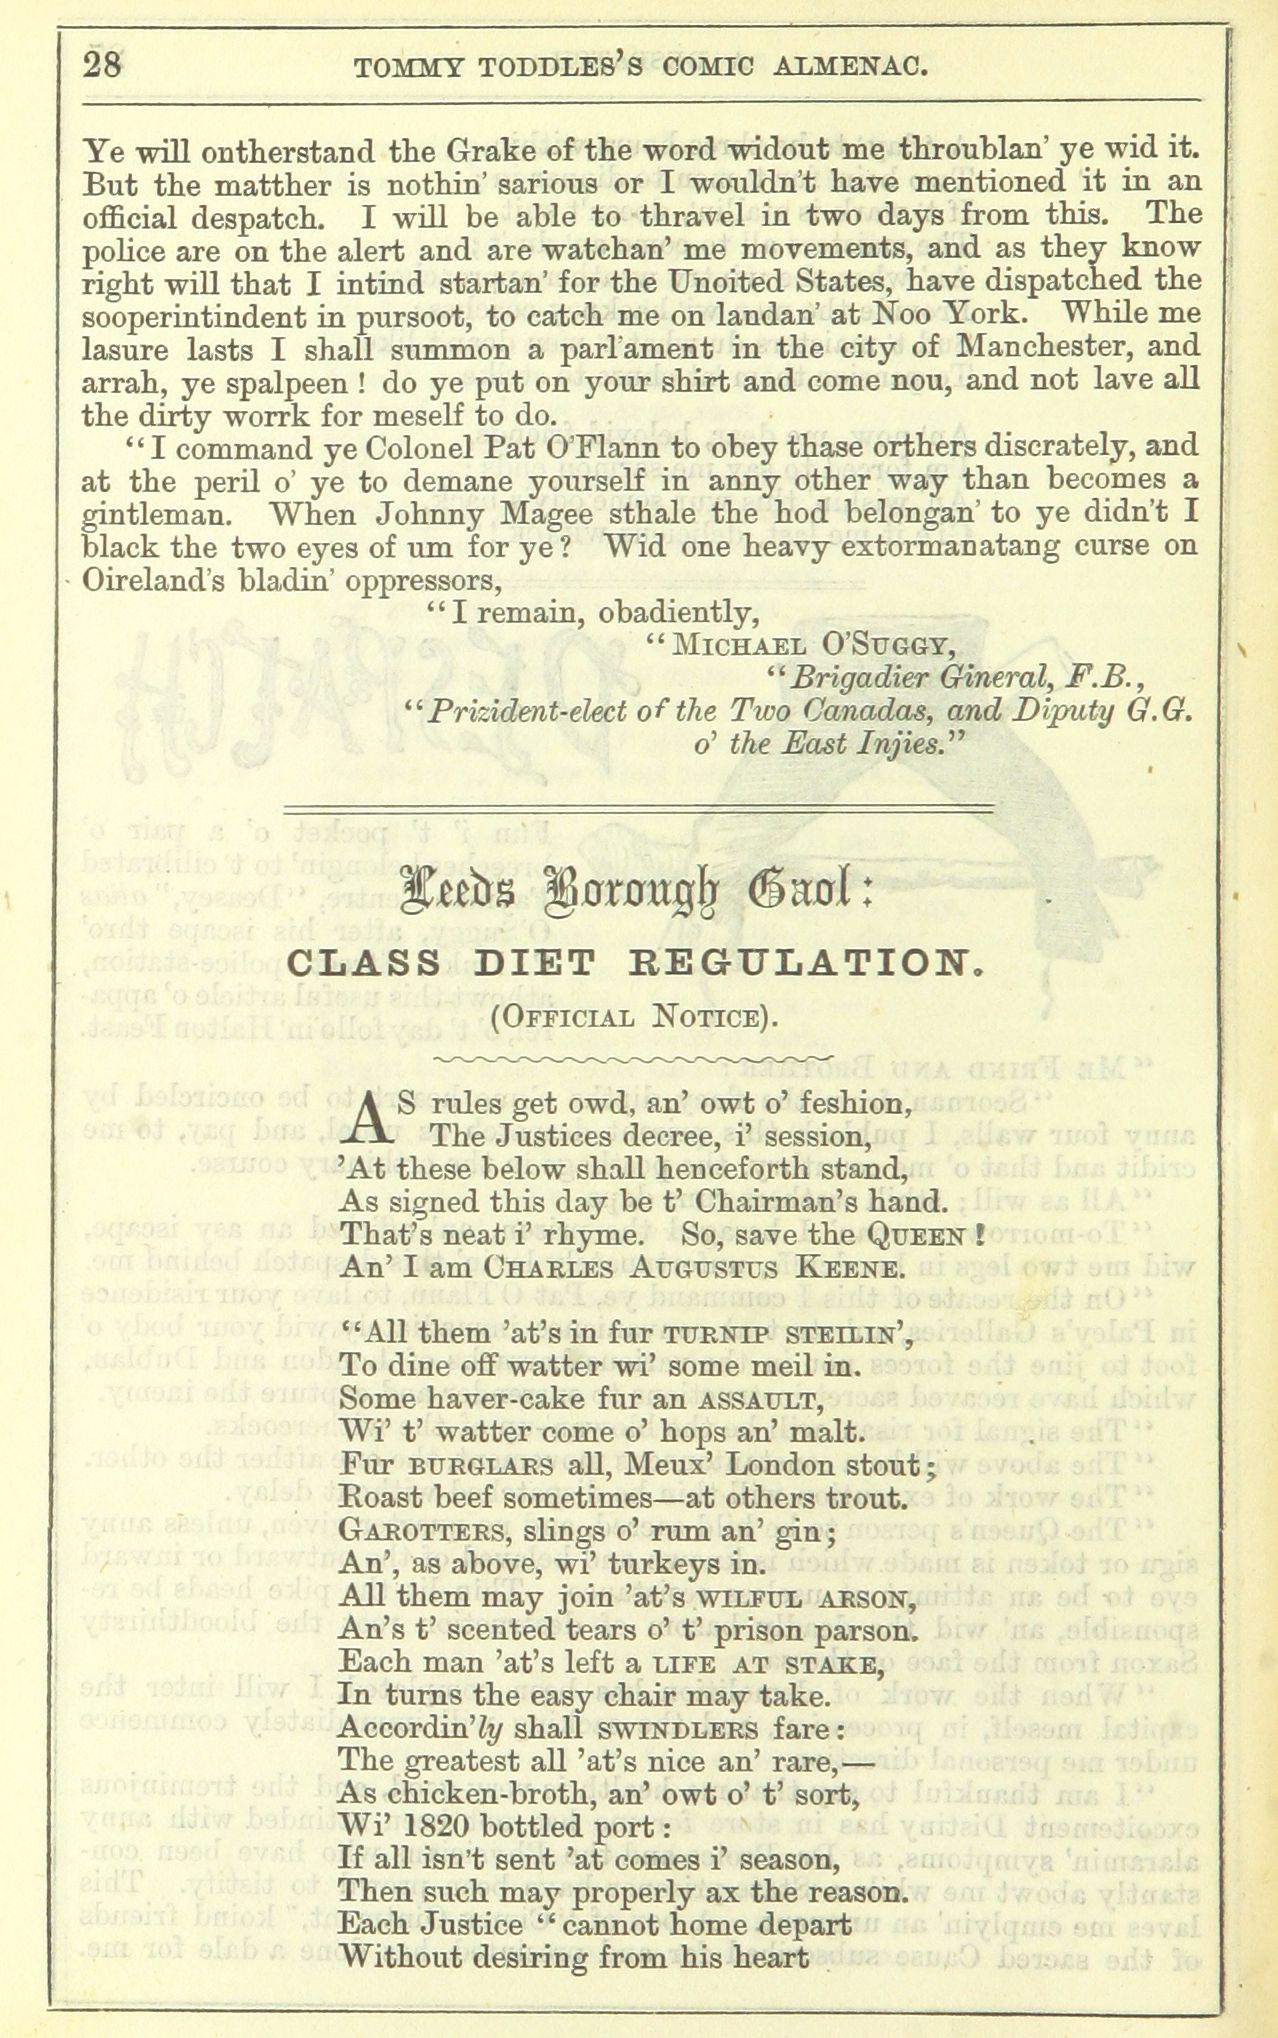 28 TOMMY TODDLES'S COMIC ALMENAC.
Ye will ontherstand the Grake of the word widout me throublan' ye wid it.
But the matther is nothin' sarious or I wouldn't have mentioned it in an
official despatch. I will be able to thravel in two days from this. The
police are on the alert and are watchan' me movements, and as they know
right will that I intind startan' for the Unoited States, have dispatched the
sooperintindent in pursoot, to catch me on landan' at Noo York. While me
lasure lasts I shall summon a parl'ament in the city of Manchester, and
arrah, ye spalpeen ! do ye put on your shirt and come nou, and not lave all
the dirty worrk for meself to do.
"I command ye Colonel Pat O'Flann to obey thase orthers discrately, and
at the peril o' ye to demane yourself in anny other way than becomes a
gintleman. When Johnny Magee sthale the hod belongan' to ye didn't I
black the two eyes of um for ye? Wid one heavy extormanatang curse on
Oireland's bladin' oppressors,
"I remain, obadiently,
"MICHAEL O'SUGGY,
"Brigadier Gineral, F.B.,
"Prizident-elect of the Two Canadas, and Diputy G.G.
o' the East Injies."
Leeds Borough Gaol:
CLASS DIET REGULATION.
(OFFICIAL NOTICE).
AS rules get owd, an' owt o' feshion,
The Justices decree, i' session,
'At these below shall henceforth stand,
As signed this day be t' Chairman's hand.
That's neat i' rhyme. So, save the QUEEN !
An' I am CHARLES AUGUSTUS KEENE.
"All them 'at's in fur TURNIP STEILIN',
To dine off watter wi' some meil in.
Some haver-cake fur an ASSAULT,
Wi' t' watter come o' hops an' malt.
Fur BURGLARS all, Meux' London stout;
Roast beef sometimes—at others trout.
GAROTTERS, slings o' rum an' gin;
An', as above, wi' turkeys in.
All them may join 'at's WILFUL ARSON,
An's t' scented tears o' t' prison parson.
Each man 'at's left a LIFE AT STAKE,
In turns the easy chair may take.
Accordin'ly shall SWINDLERS fare:
The greatest all 'at's nice an' rare,—
As chicken-broth, an' owt o' t' sort,
Wi' 1820 bottled port:
If all isn't sent 'at comes i' season,
Then such may properly ax the reason.
Each Justice "cannot home depart
Without desiring from his heart